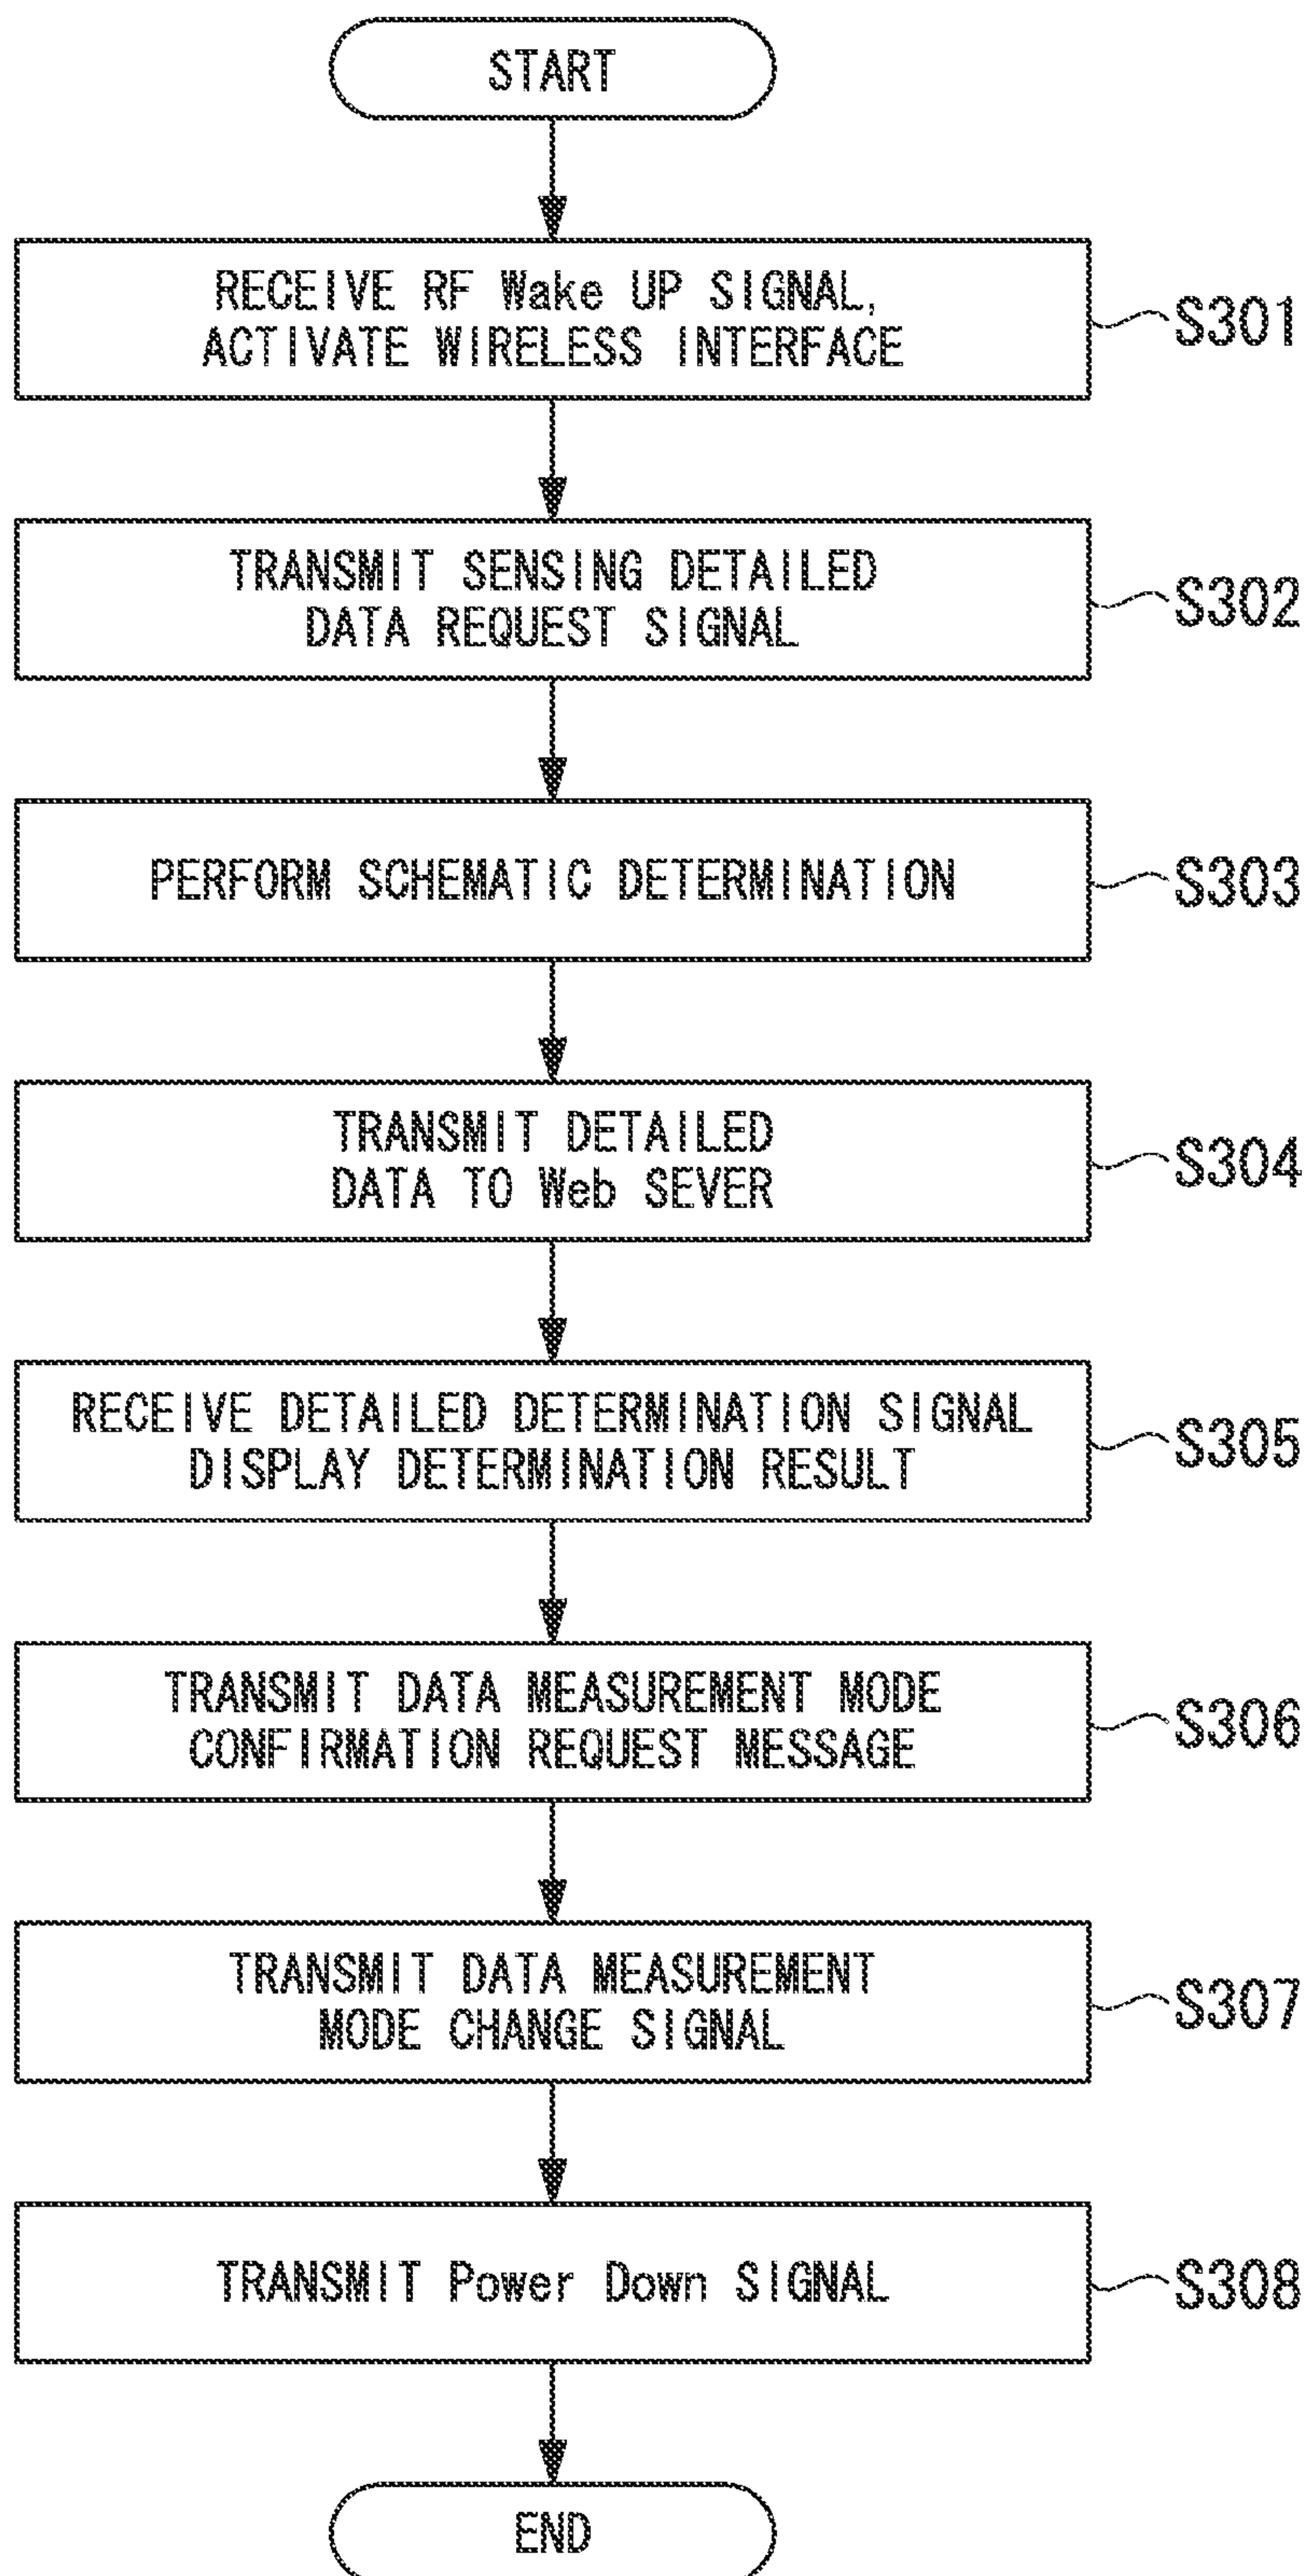 START
RECEIVE RF Wake UP SIGNAL,
ACTIVATE WIRELESS INTERFACE
S301
TRANSMIT SENSING DETAILED
DATA REQUEST SIGNAL
S302
PERFORM SCHEMATIC DETERMINATION
S303
TRANSMIT DETAILED
DATA TO Web SEVER
S304
RECEIVE DETAILED DETERMINATION SIGNAL
DISPLAY DETERMINATION RESULT
S305
TRANSMIT DATA MEASUREMENT MODE
CONFIRMATION REQUEST MESSAGE
S306
TRANSMIT DATA MEASUREMENT
MODE CHANGE SIGNAL
S307
TRANSMIT Power Down SIGNAL
S308
END